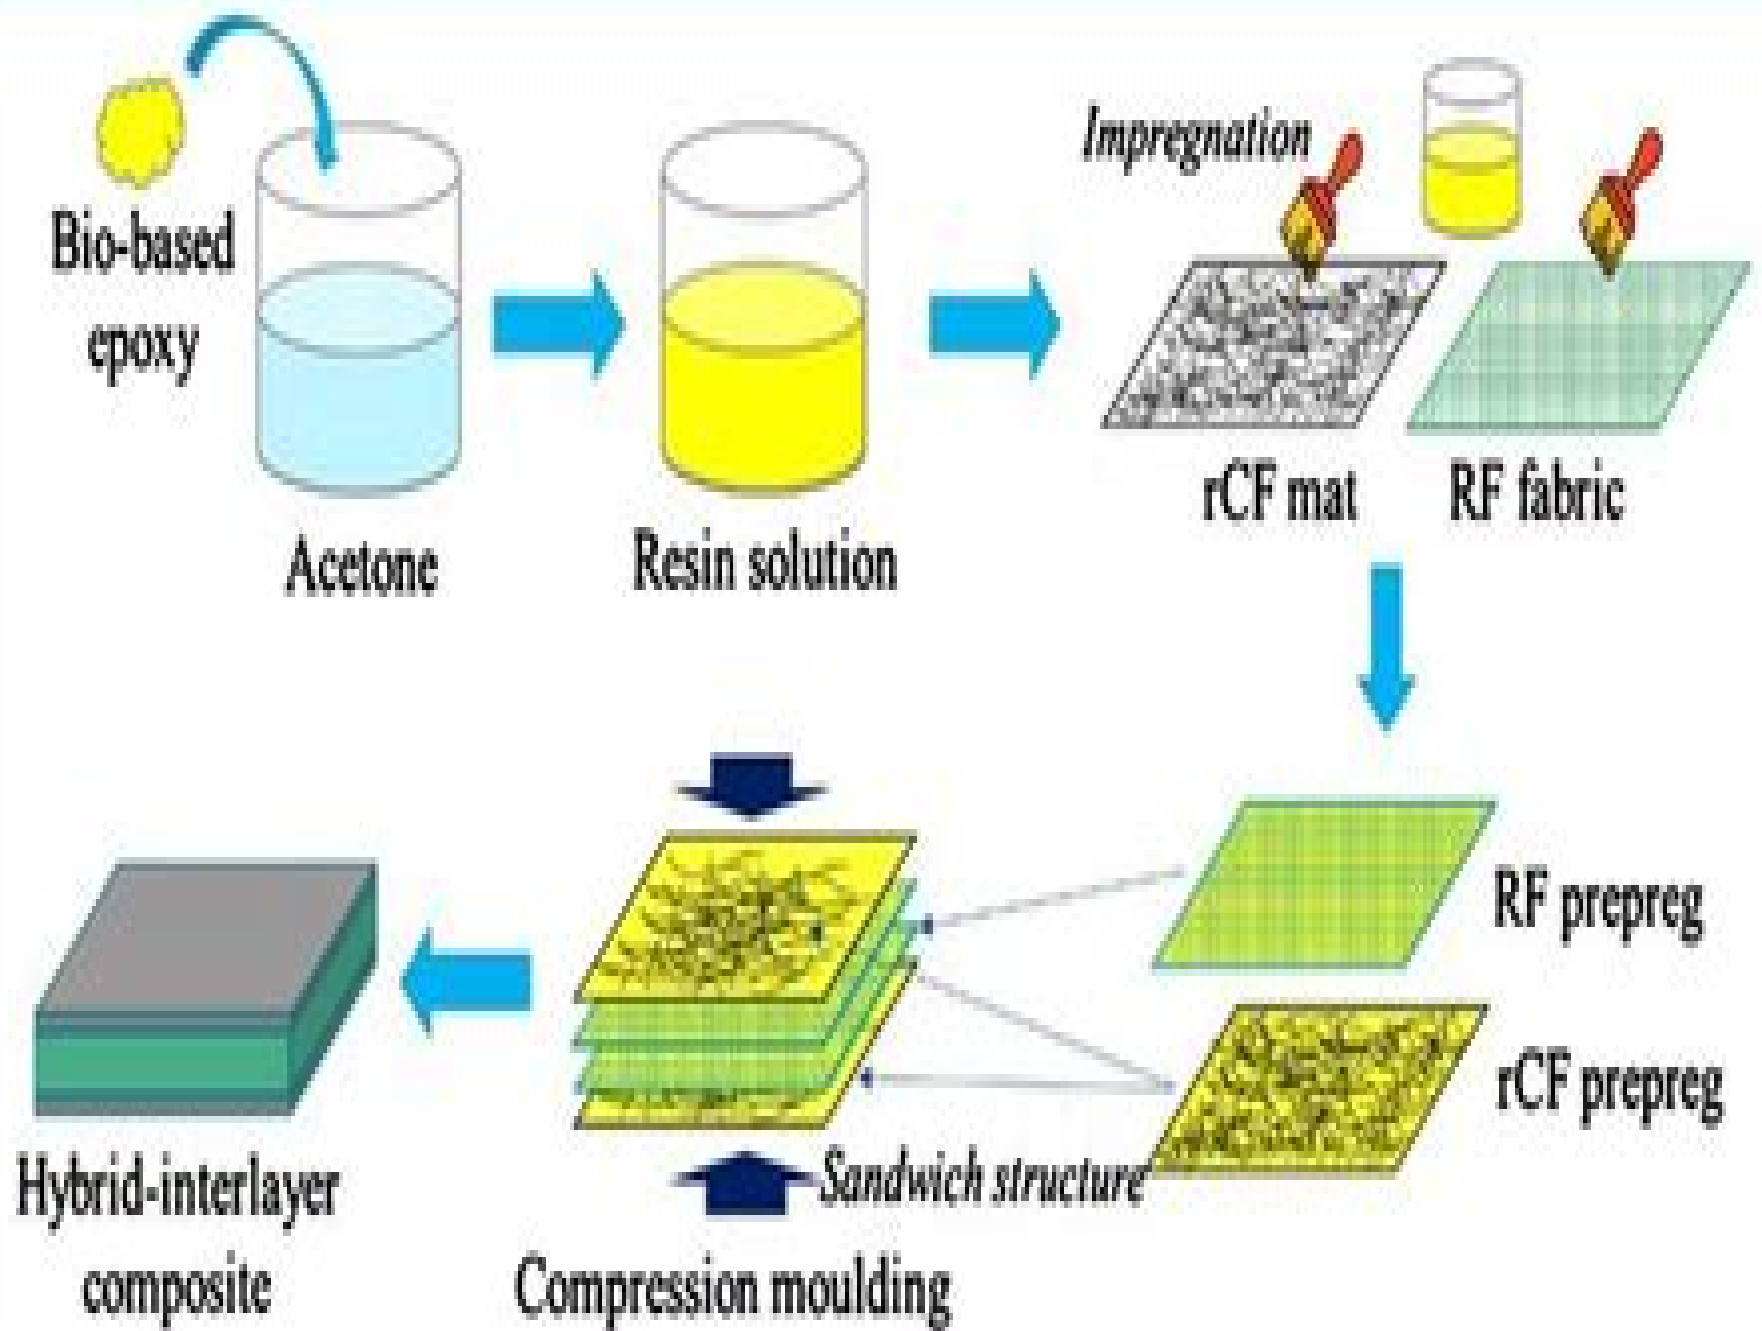 Bio-based
epoxy
Acetone
Resin solution
Impregnation
rCF mat
RF fabric
RF prepreg
rCF prepreg
Sandwich structure
Compression moulding
Hybrid-interlayer
composite